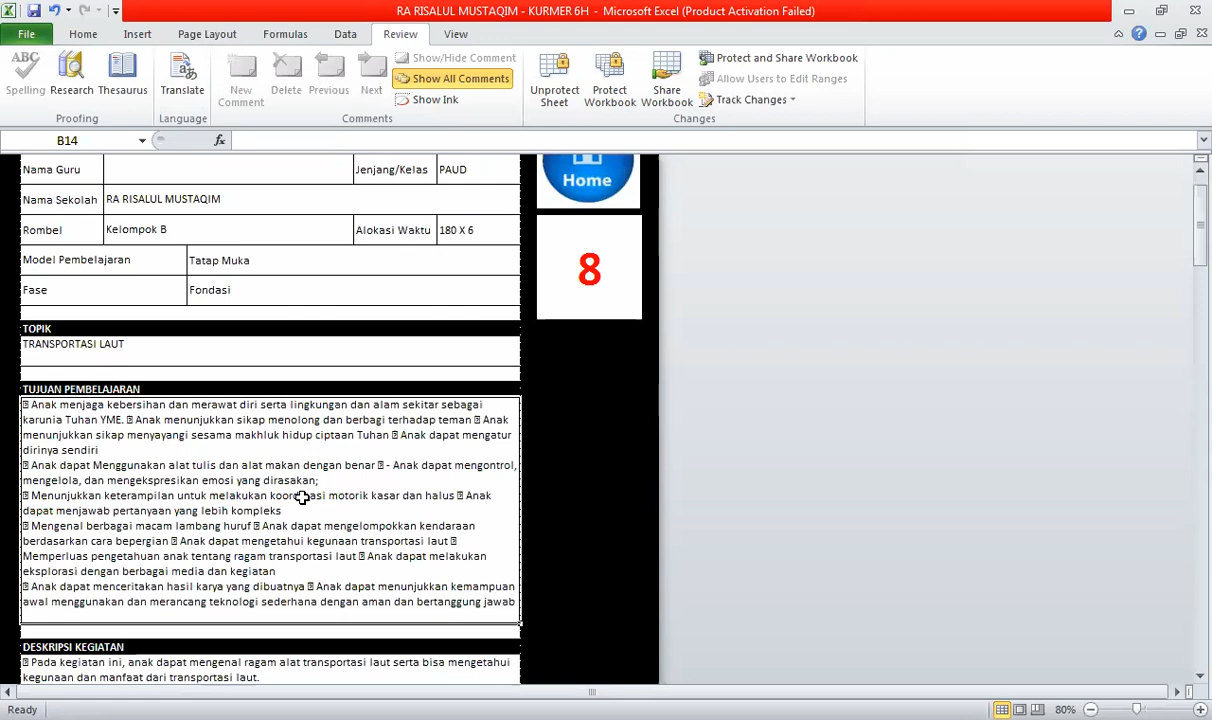 RA RISALUL MUSTAQIM - KURMER 6H - Microsoft Excel (Product Activation Failed)
File Home Insert Page Layout Formulas Data Review View
Spelling Research Thesaurus
Proofing
Translate
Language
New Comment Delete Previous Next
Show/Hide Comment
Show All Comments
Show Ink
Comments
Unprotect Sheet Protect Workbook Share Workbook
Protect and Share Workbook
Allow Users to Edit Ranges
Track Changes
Changes
B14 fx
Nama Guru Jenjang/Kelas PAUD
Home
Nama Sekolah RA RISALUL MUSTAQIM
Rombel Kelompok B Alokasi Waktu 180 X 6
8
Model Pembelajaran Tatap Muka
Fase Fondasi
TOPIK
TRANSPORTASI LAUT
TUJUAN PEMBELAJARAN
Anak menjaga kebersihan dan merawat diri serta lingkungan dan alam sekitar sebagai
karunia Tuhan YME. Anak menunjukkan sikap menolong dan berbagi terhadap teman Anak
menunjukkan sikap menyayangi sesama makhluk hidup ciptaan Tuhan Anak dapat mengatur
dirinya sendiri
Anak dapat Menggunakan alat tulis dan alat makan dengan benar - Anak dapat mengontrol,
mengelola, dan mengekspresikan emosi yang dirasakan;
Menunjukkan keterampilan untuk melakukan koordinasi motorik kasar dan halus Anak
dapat menjawab pertanyaan yang lebih kompleks
Mengenal berbagai macam lambang huruf Anak dapat mengelompokkan kendaraan
berdasarkan cara bepergian Anak dapat mengetahui kegunaan transportasi laut
Memperluas pengetahuan anak tentang ragam transportasi laut Anak dapat melakukan
eksplorasi dengan berbagai media dan kegiatan
Anak dapat menceritakan hasil karya yang dibuatnya Anak dapat menunjukkan kemampuan
awal menggunakan dan merancang teknologi sederhana dengan aman dan bertanggung jawab
DESKRIPSI KEGIATAN
Pada kegiatan ini, anak dapat mengenal ragam alat transportasi laut serta bisa mengetahui
kegunaan dan manfaat dari transportasi laut.
Ready 80%